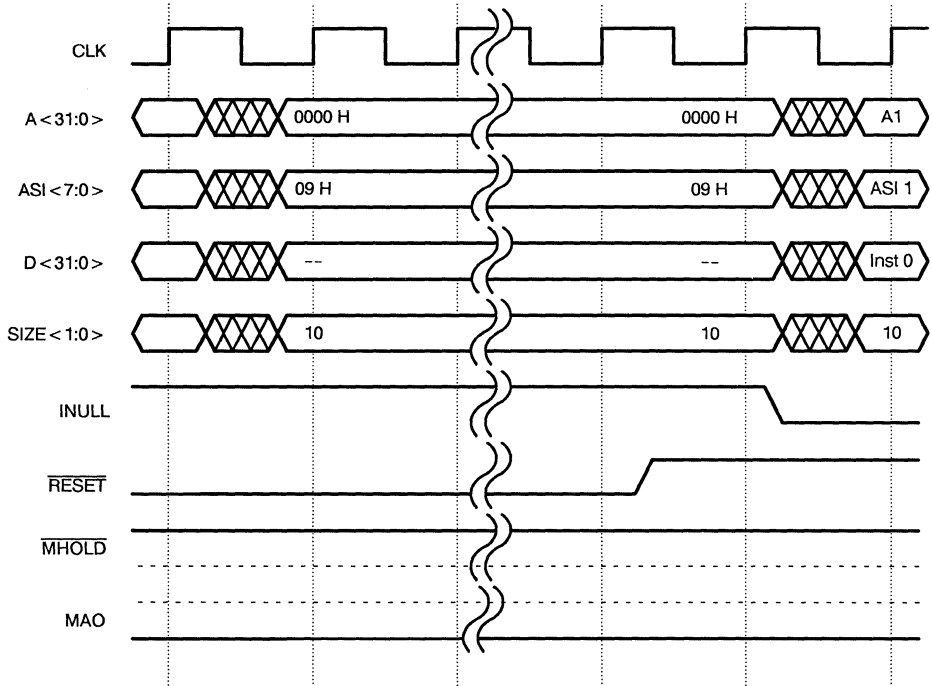 CLK
A<31:0> 0000 H 0000 H A1
ASI<7:0> 09 H 09 H ASI 1
D<31:0> -- -- Inst 0
SIZE<1:0> 10 10 10
INULL
RESET
MHOLD
MAO